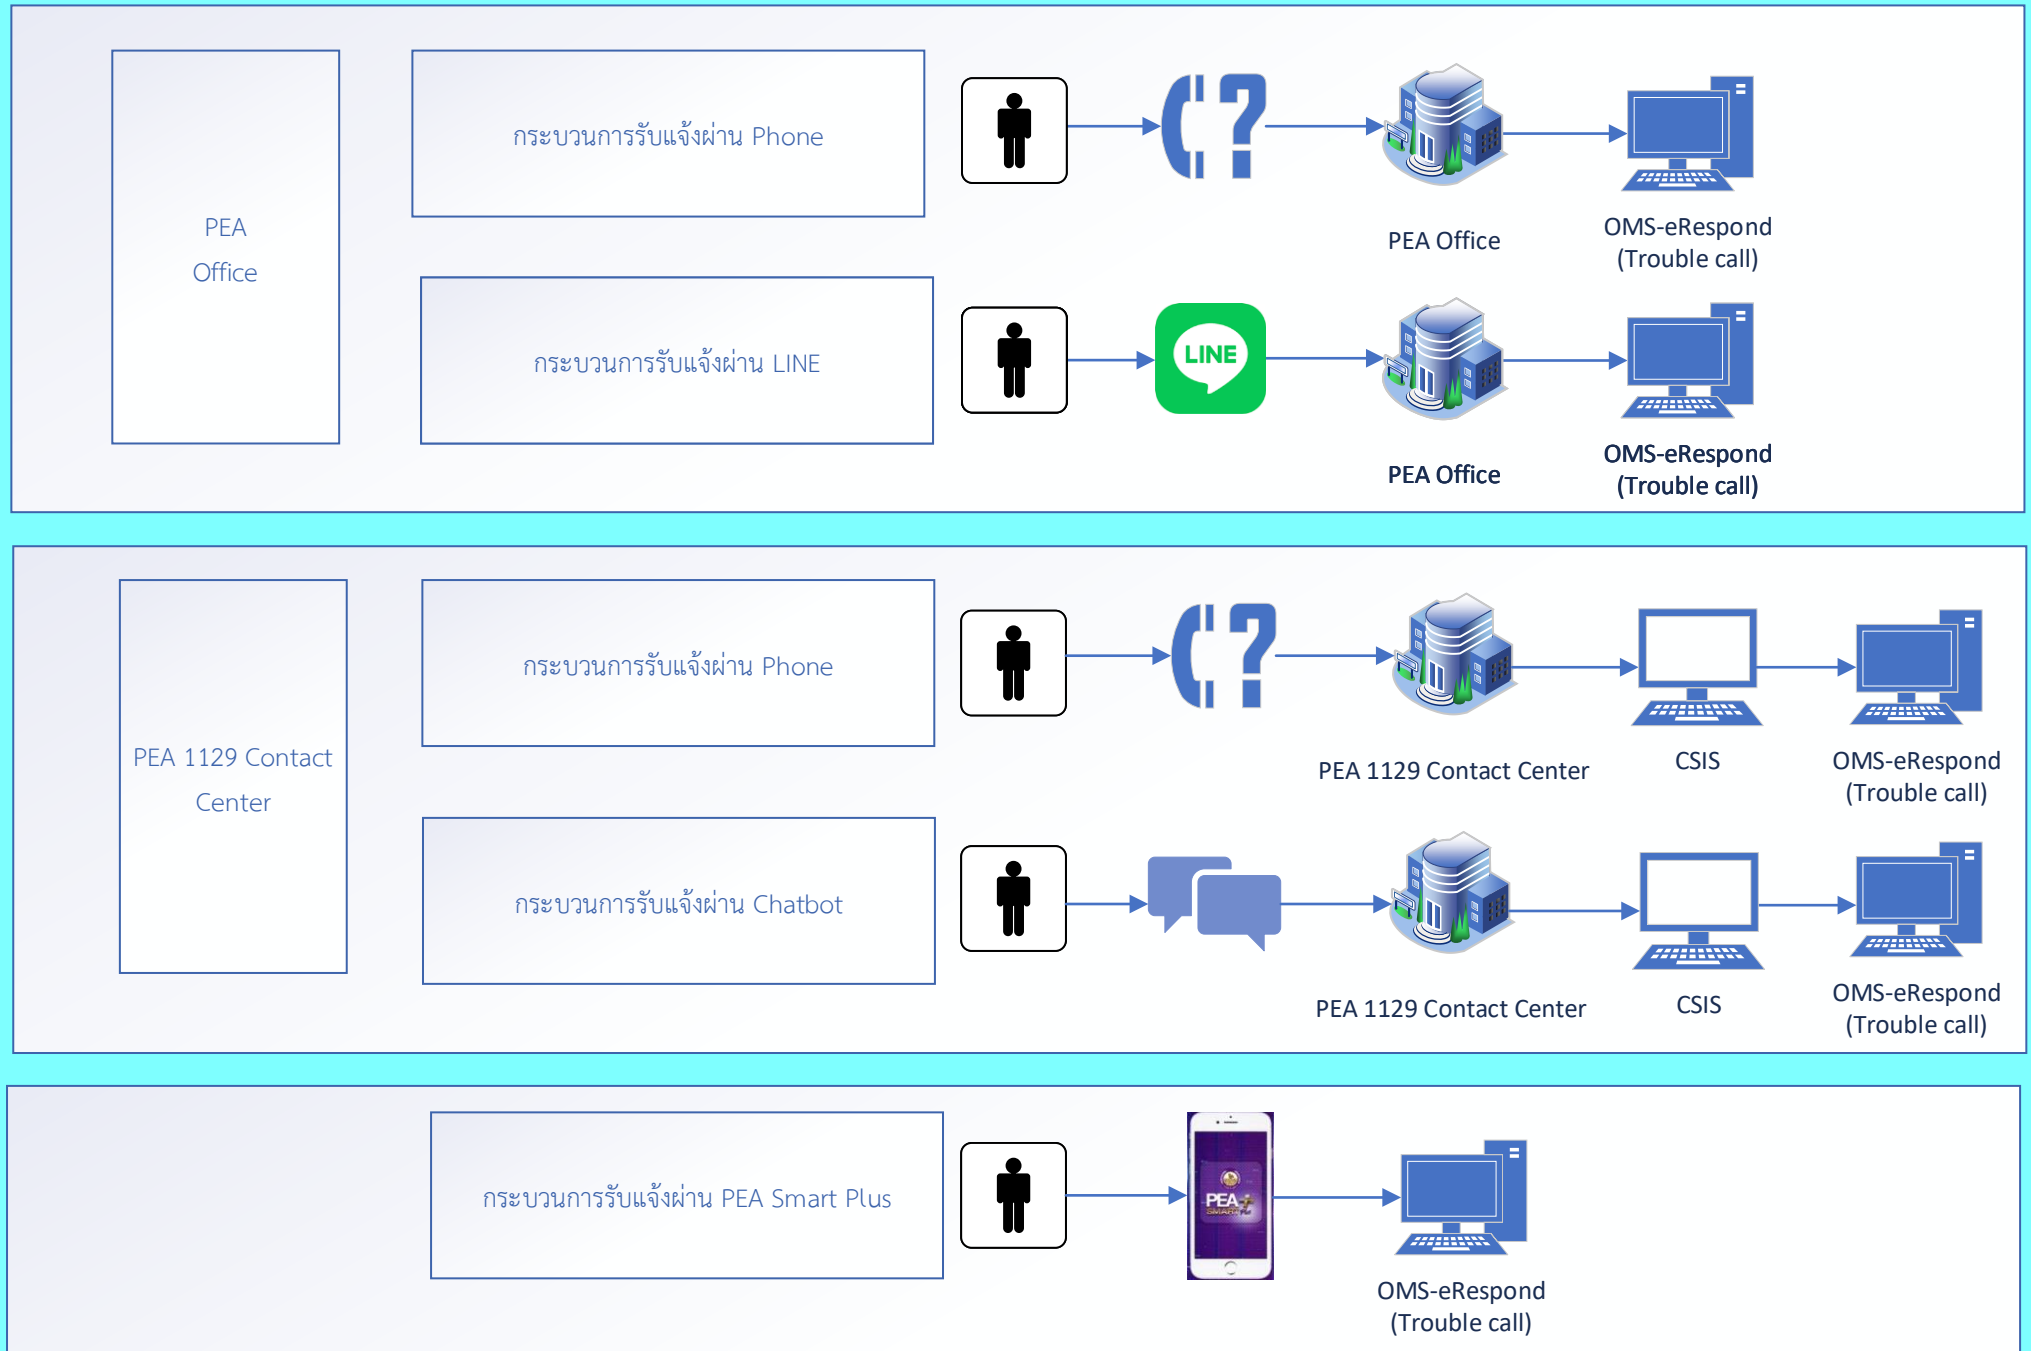 PEA
Office
กระบวนการรับแจ้งผ่าน Phone
PEA Office
OMS-eRespond
(Trouble call)
กระบวนการรับแจ้งผ่าน LINE
LINE
PEA Office
OMS-eRespond
(Trouble call)
PEA 1129 Contact
Center
กระบวนการรับแจ้งผ่าน Phone
PEA 1129 Contact Center
CSIS
OMS-eRespond
(Trouble call)
กระบวนการรับแจ้งผ่าน Chatbot
PEA 1129 Contact Center
CSIS
OMS-eRespond
(Trouble call)
กระบวนการรับแจ้งผ่าน PEA Smart Plus
PEA
SMART Plus
OMS-eRespond
(Trouble call)